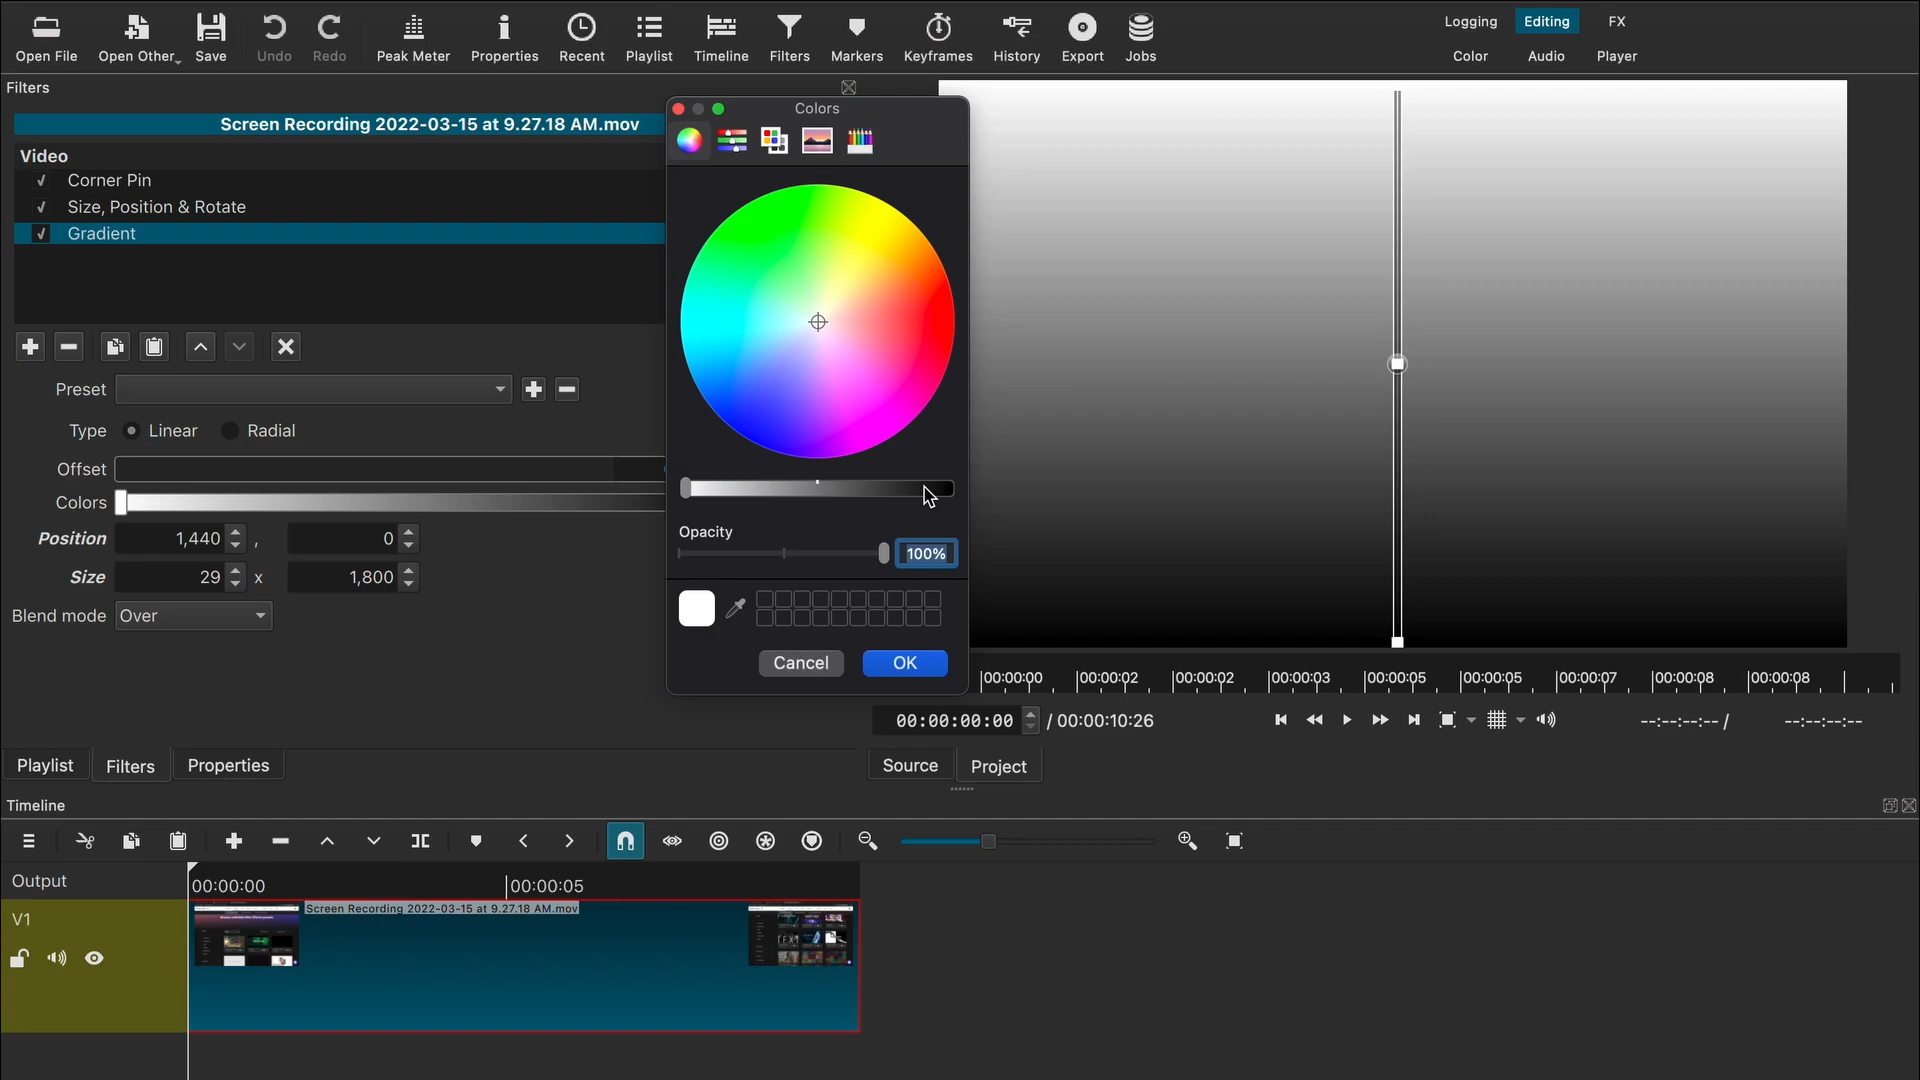 Open File
Open Other
Save
Undo
Redo
Peak Meter
Properties
Recent
Playlist
Timeline
Filters
Markers
Keyframes
History
Export
Jobs
Logging
Editing
FX
Color
Audio
Player
Filters
Screen Recording 2022-03-15 at 9.27.18 AM.mov
Video
Corner Pin
Size, Position & Rotate
Gradient
Preset
Type
Linear
Radial
Offset
Colors
Position
1,440
,
0
Size
29
x
1,800
Blend mode
Over
Colors
Opacity
100%
Cancel
OK
00:00:00
00:00:02
00:00:02
00:00:03
00:00:05
00:00:05
00:00:07
00:00:08
00:00:08
00:00:00:00
/ 00:00:10:26
--:--:--:-- /
--:--:--:--
Playlist
Filters
Properties
Source
Project
Timeline
Output
00:00:00
00:00:05
V1
Screen Recording 2022-03-15 at 9.27.18 AM.mov